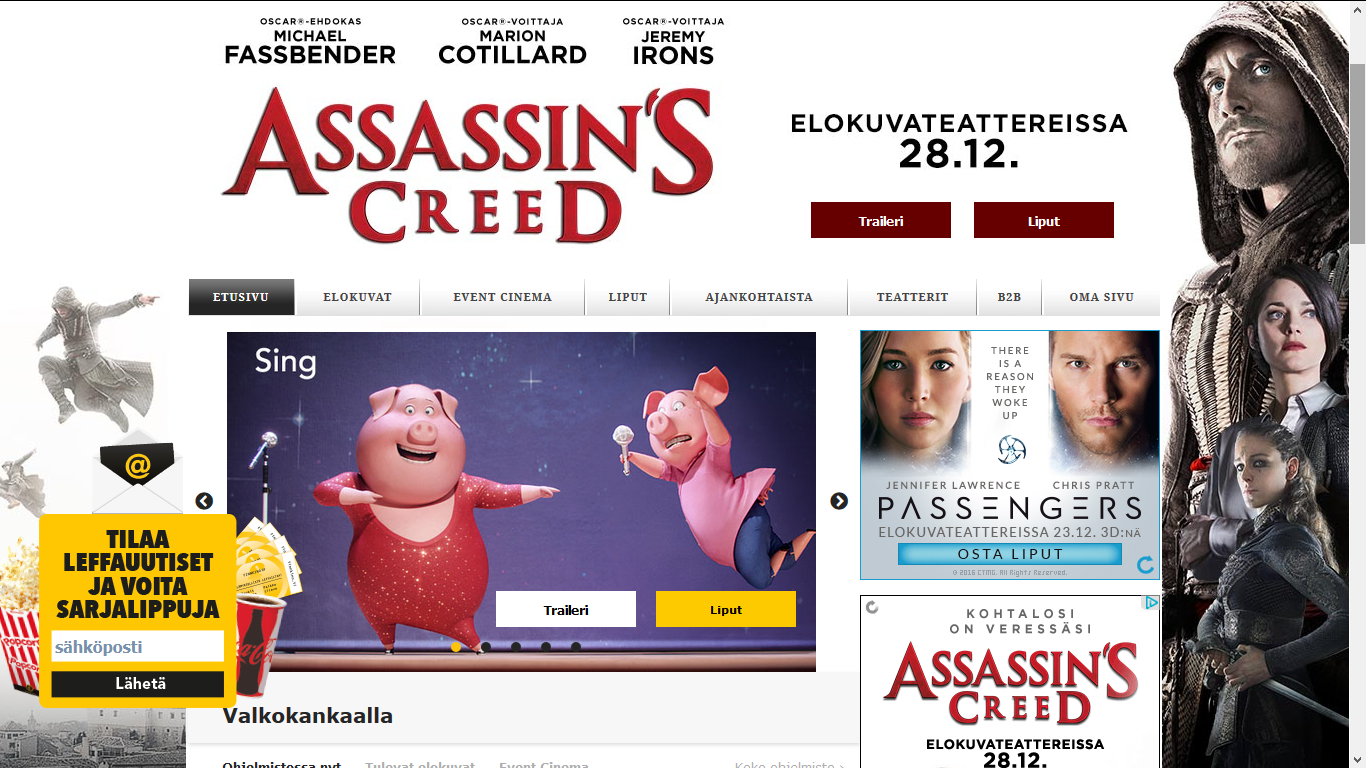 OSCAR®-EHDOKAS
MICHAEL
FASSBENDER
OSCAR®-VOITTAJA
MARION
COTILLARD
OSCAR®-VOITTAJA
JEREMY
IRONS
ASSASSIN'S
CREED
ELOKUVATEATTEREISSA
28.12.
Traileri
Liput
ETUSIVU
ELOKUVAT
EVENT CINEMA
LIPUT
AJANKOHTAISTA
TEATTERIT
B2B
OMA SIVU
Sing
Traileri
Liput
@
TILAA
LEFFAUUTISET
JA VOITA
SARJALIPPUJA
sähköposti
Lähetä
Popcorn
Coca-Cola
THERE
IS A
REASON
THEY
WOKE
UP
JENNIFER LAWRENCE CHRIS PRATT
PASSENGERS
ELOKUVATEATTEREISSA 23.12. 3D:NÄ
OSTA LIPUT
© 2016 CTMG. All Rights Reserved.
KOHTALOSI
ON VERESSÄSI
ASSASSIN'S
CREED
ELOKUVATEATTEREISSA
28.12.
Valkokankaalla
Ohjelmistossa nyt
Tulevat elokuvat
Event Cinema
Koko ohjelmisto ›